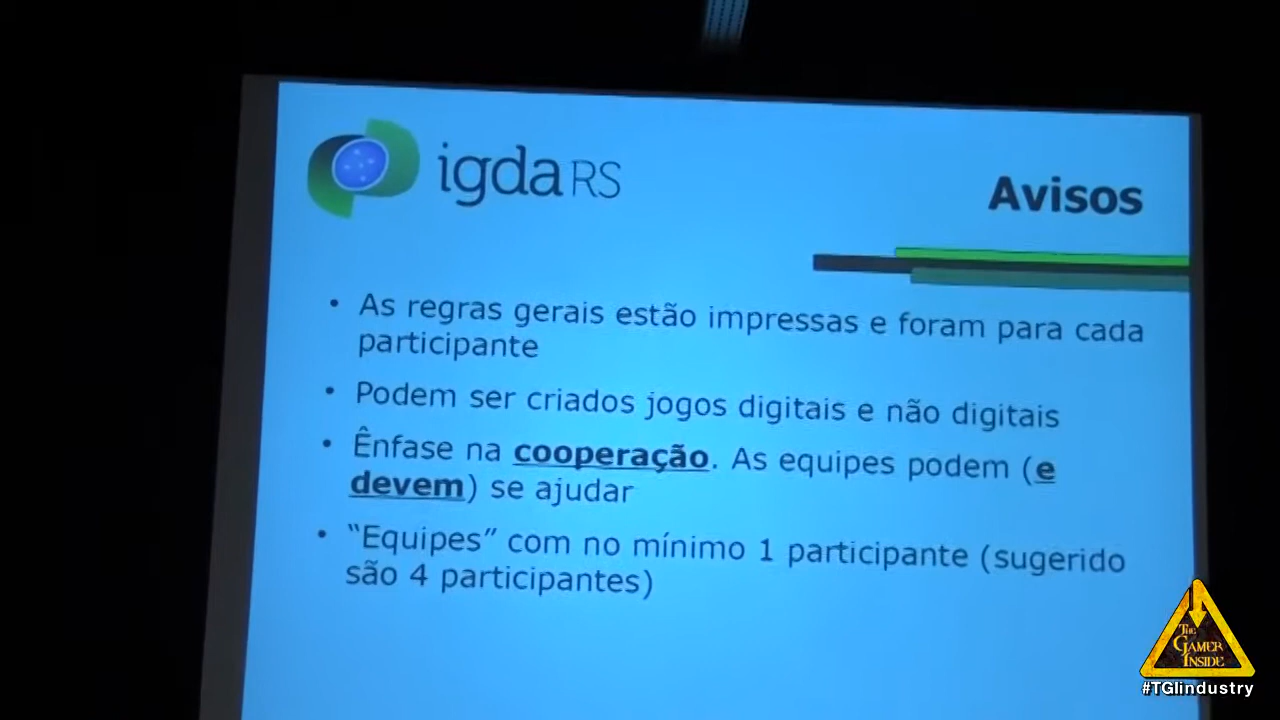 igda RS
Avisos
• As regras gerais estão impressas e foram para cada
participante
• Podem ser criados jogos digitais e não digitais
• Ênfase na cooperação. As equipes podem (e
devem) se ajudar
• “Equipes” com no mínimo 1 participante (sugerido
são 4 participantes)
THE
GAMER
INSIDE
#TGIindustry